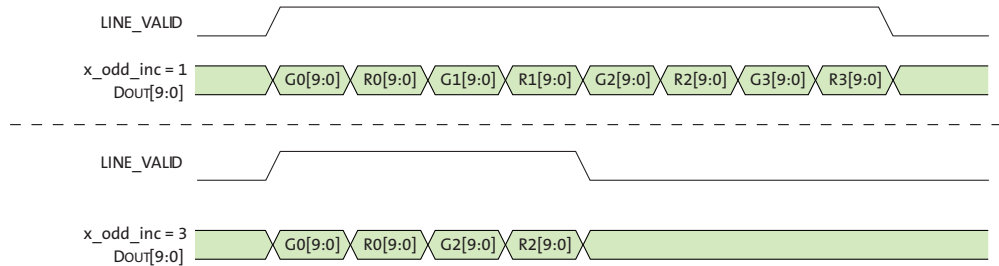 LINE_VALID
x_odd_inc = 1
DOUT[9:0]
G0[9:0] R0[9:0] G1[9:0] R1[9:0] G2[9:0] R2[9:0] G3[9:0] R3[9:0]
LINE_VALID
x_odd_inc = 3
DOUT[9:0]
G0[9:0] R0[9:0] G2[9:0] R2[9:0]